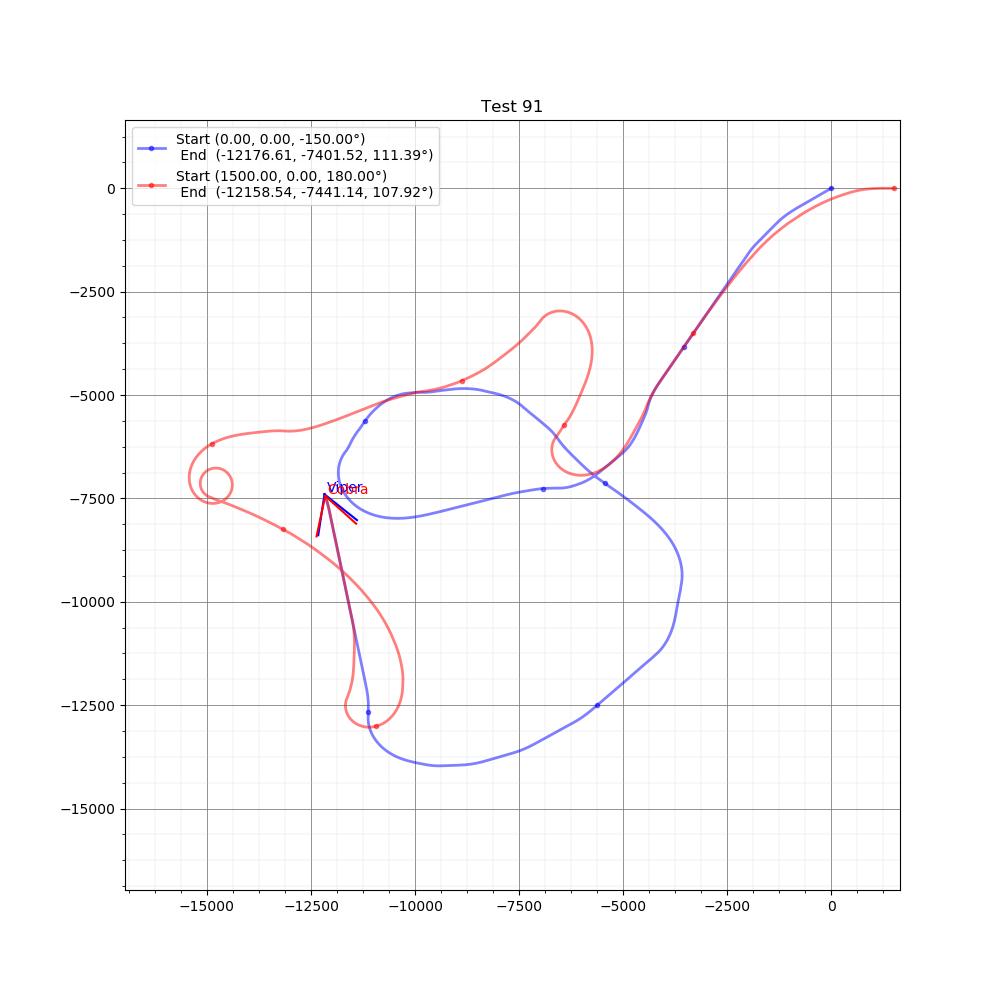 Test 91
Start (0.00, 0.00, -150.00°)
End (-12176.61, -7401.52, 111.39°)
Start (1500.00, 0.00, 180.00°)
End (-12158.54, -7441.14, 107.92°)
0
−2500
−5000
−7500
−10000
−12500
−15000
Viper
Cobra
−15000 −12500 −10000 −7500 −5000 −2500 0